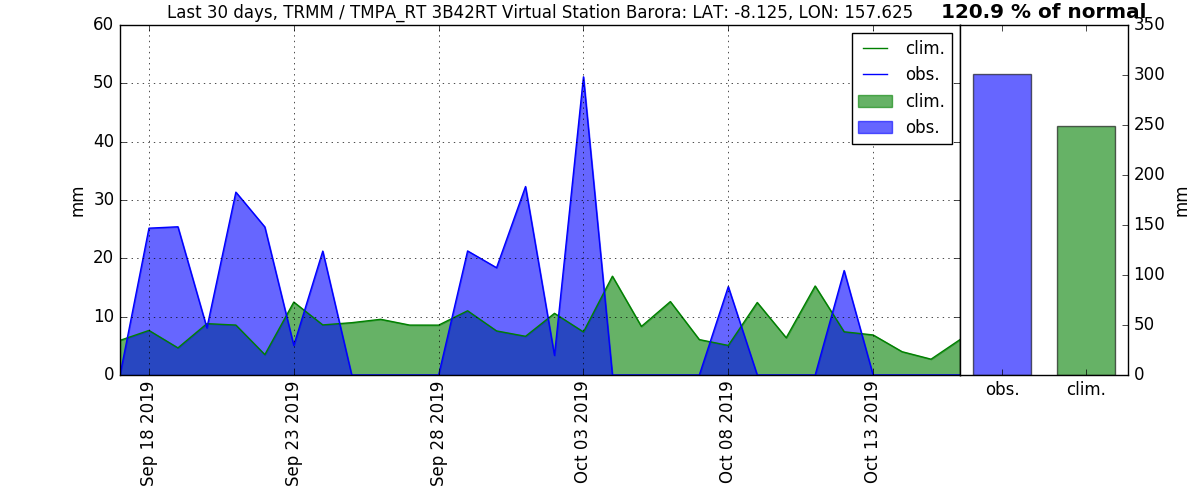 Last 30 days, TRMM / TMPA_RT 3B42RT Virtual Station Barora: LAT: -8.125, LON: 157.625
120.9 % of normal
60
50
40
30
20
10
0
mm
clim.
obs.
clim.
obs.
Sep 18 2019
Sep 23 2019
Sep 28 2019
Oct 03 2019
Oct 08 2019
Oct 13 2019
350
300
250
200
150
100
50
0
mm
obs.
clim.